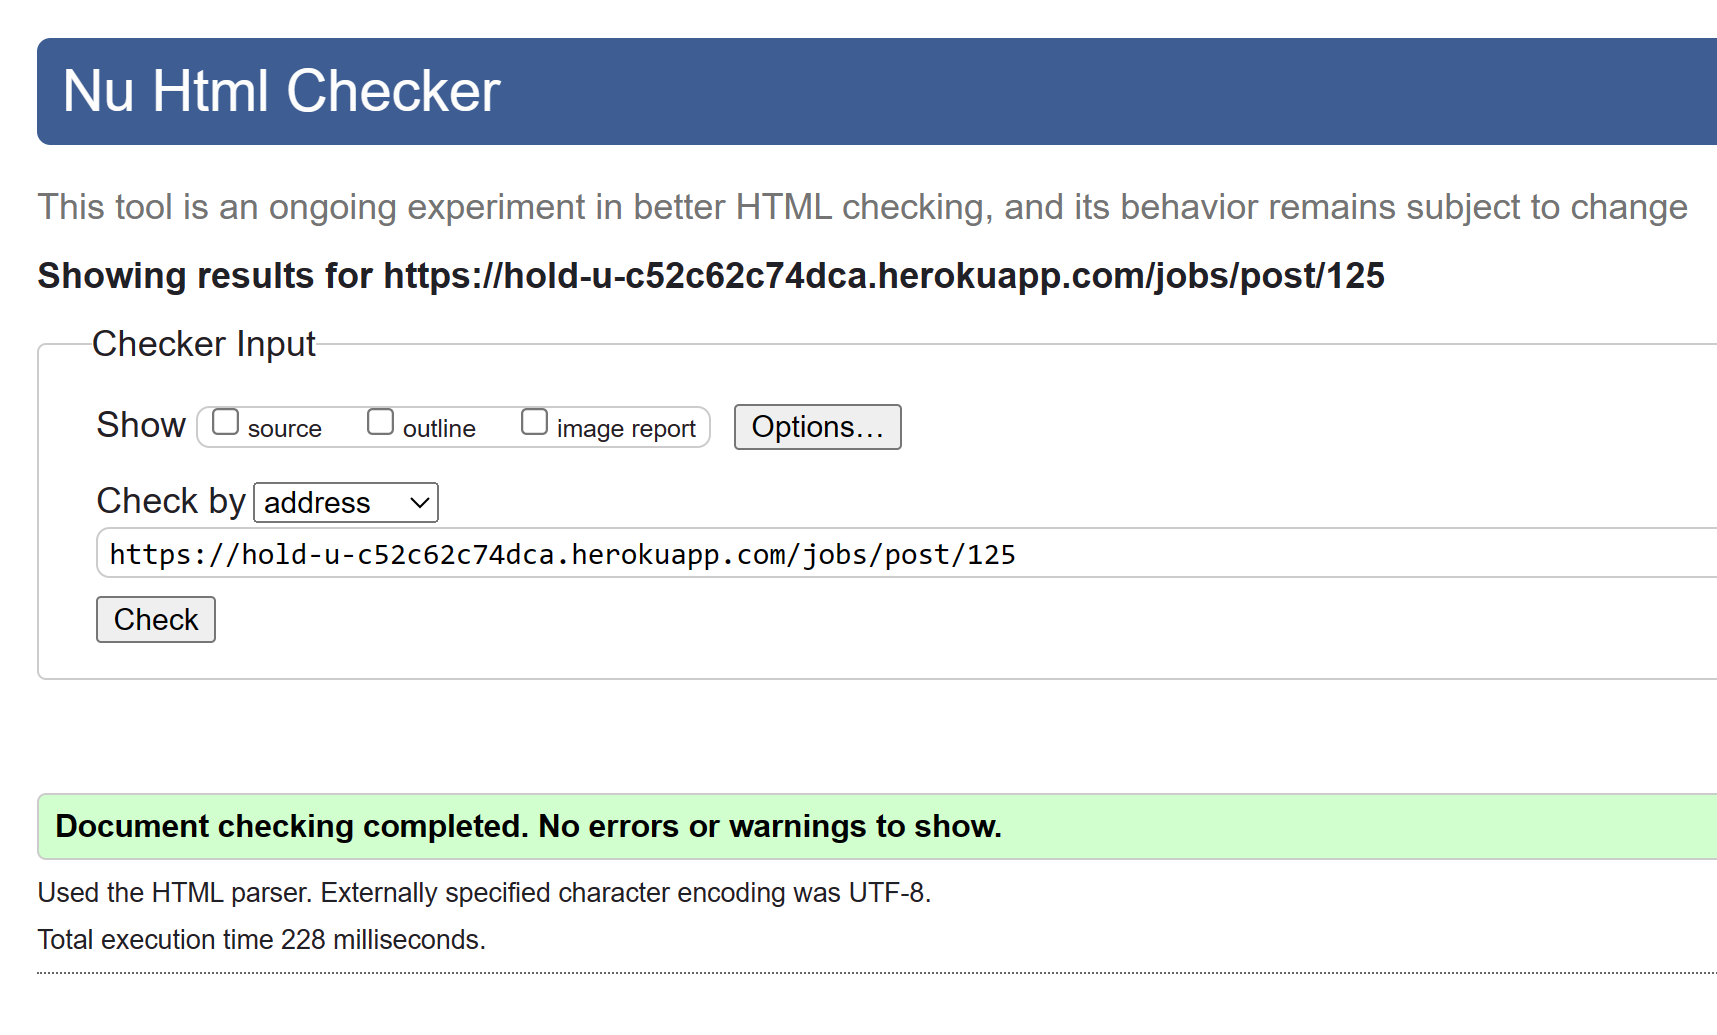 Nu Html Checker
This tool is an ongoing experiment in better HTML checking, and its behavior remains subject to change
Showing results for https://hold-u-c52c62c74dca.herokuapp.com/jobs/post/125
Checker Input
Show source outline image report Options…
Check by address
https://hold-u-c52c62c74dca.herokuapp.com/jobs/post/125
Check
Document checking completed. No errors or warnings to show.
Used the HTML parser. Externally specified character encoding was UTF-8.
Total execution time 228 milliseconds.